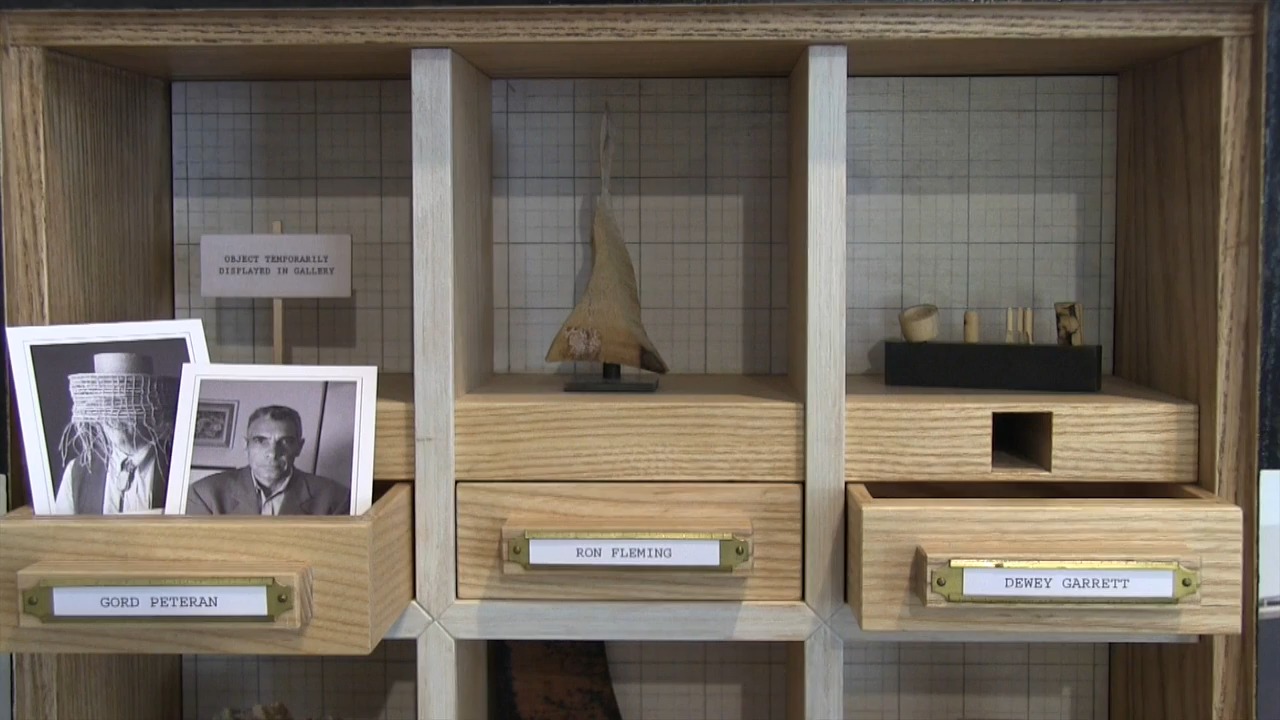 OBJECT TEMPORARILY
DISPLAYED IN GALLERY
GORD PETERAN
RON FLEMING
DEWEY GARRETT